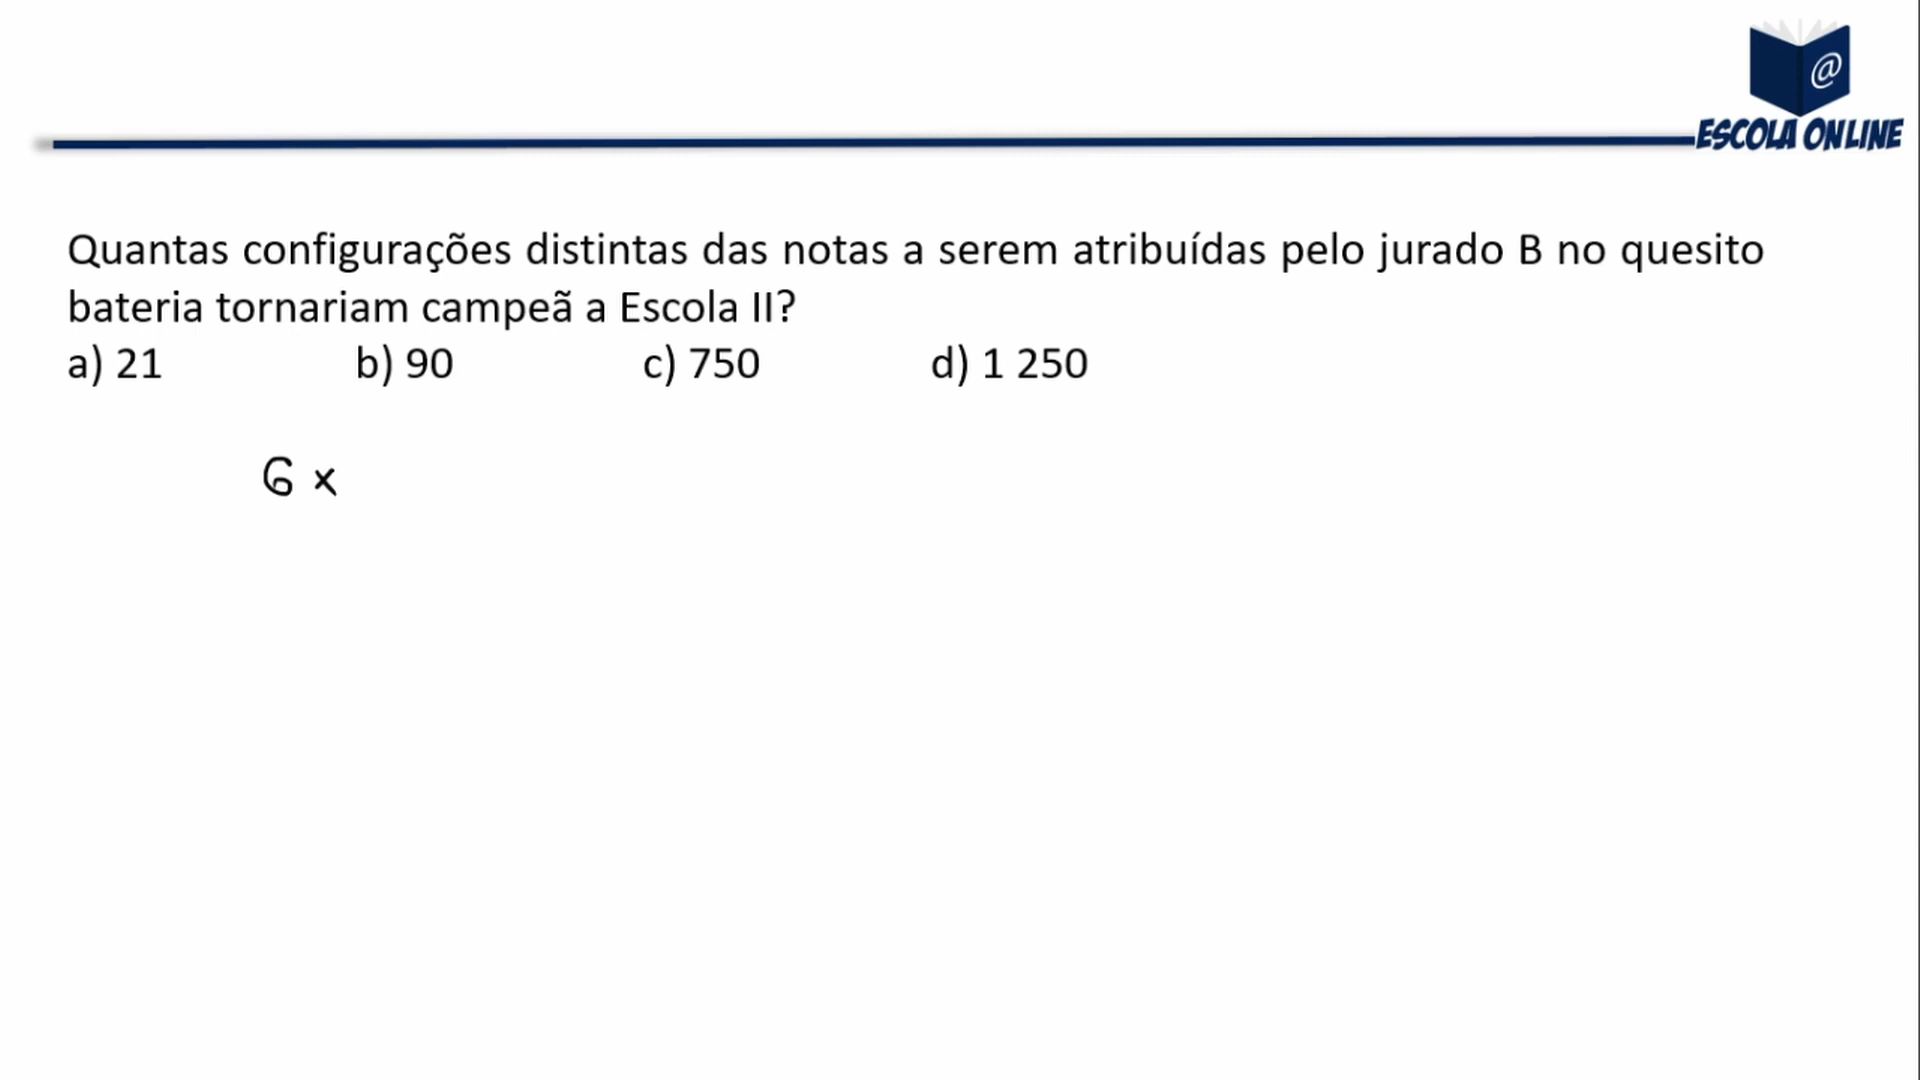 @
ESCOLA ONLINE
Quantas configurações distintas das notas a serem atribuídas pelo jurado B no quesito
bateria tornariam campeã a Escola II?
a) 21 b) 90 c) 750 d) 1 250
6 x